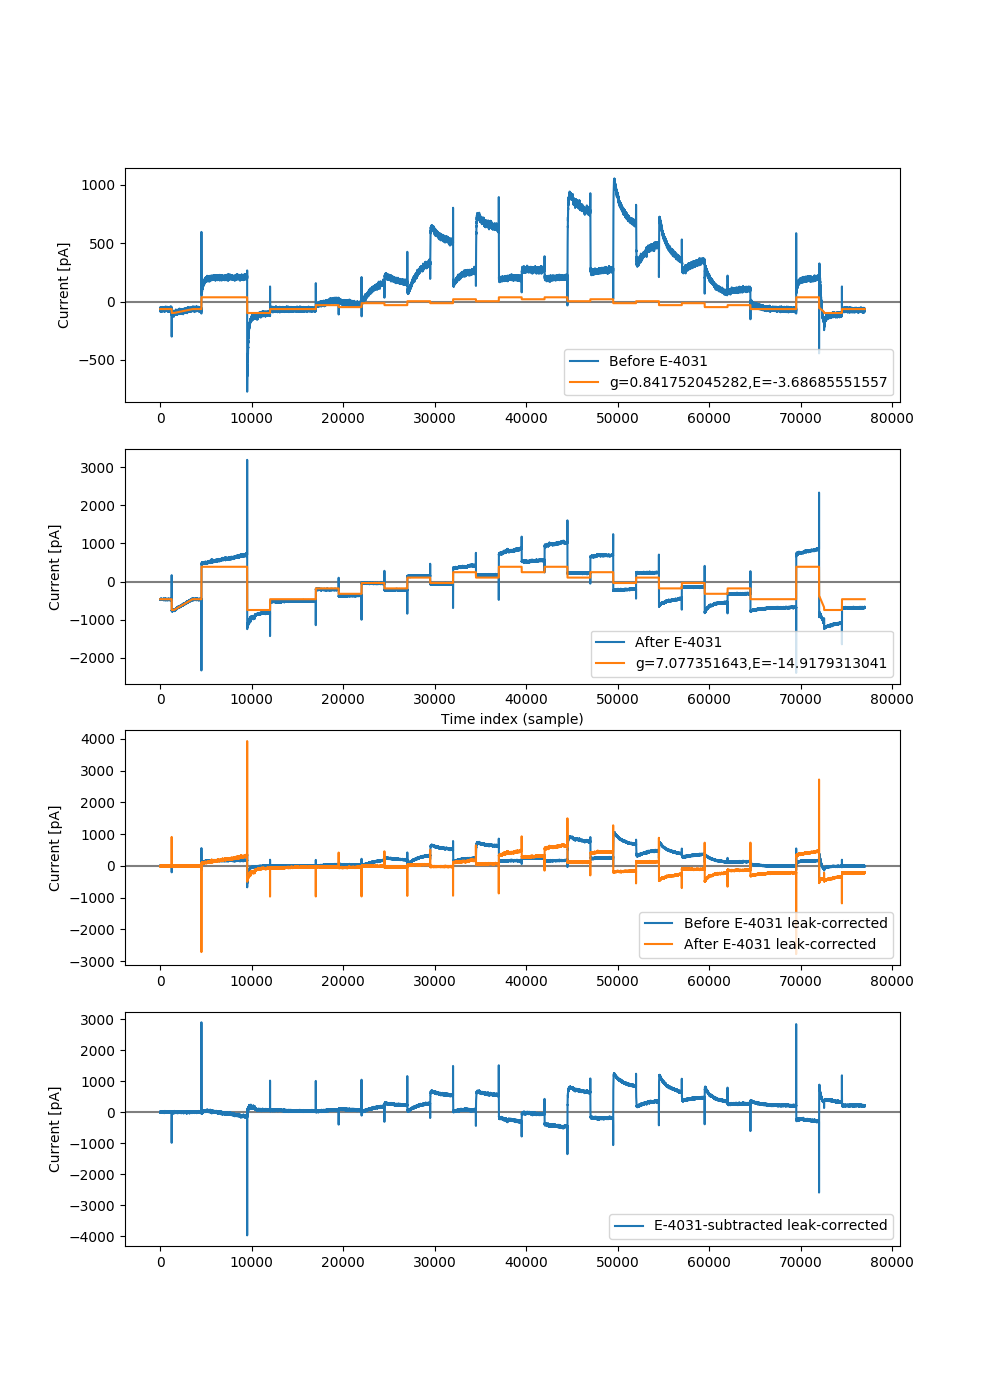 1000
500
0
−500
Current [pA]
Before E-4031
g=0.841752045282,E=-3.68685551557
0 10000 20000 30000 40000 50000 60000 70000 80000
3000
2000
1000
0
−1000
−2000
Current [pA]
After E-4031
g=7.077351643,E=-14.9179313041
0 10000 20000 30000 40000 50000 60000 70000 80000
Time index (sample)
4000
3000
2000
1000
0
−1000
−2000
−3000
Current [pA]
Before E-4031 leak-corrected
After E-4031 leak-corrected
0 10000 20000 30000 40000 50000 60000 70000 80000
3000
2000
1000
0
−1000
−2000
−3000
−4000
Current [pA]
E-4031-subtracted leak-corrected
0 10000 20000 30000 40000 50000 60000 70000 80000